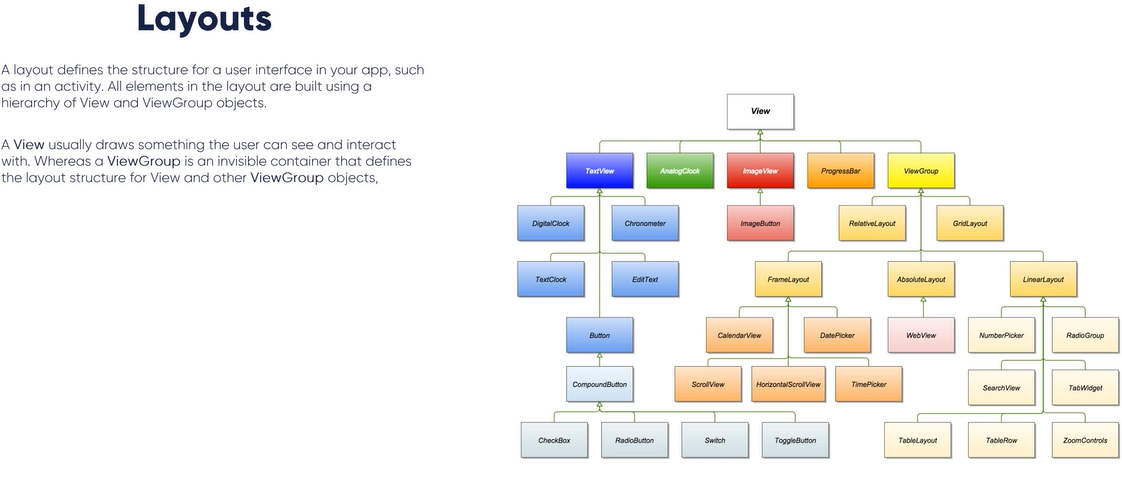 Layouts
A layout defines the structure for a user interface in your app, such
as in an activity. All elements in the layout are built using a
hierarchy of View and ViewGroup objects.
A View usually draws something the user can see and interact
with. Whereas a ViewGroup is an invisible container that defines
the layout structure for View and other ViewGroup objects,
View
TextView
AnalogClock
ImageView
ProgressBar
ViewGroup
DigitalClock
Chronometer
ImageButton
RelativeLayout
GridLayout
TextClock
EditText
FrameLayout
AbsoluteLayout
LinearLayout
Button
CalendarView
DatePicker
WebView
NumberPicker
RadioGroup
CompoundButton
ScrollView
HorizontalScrollView
TimePicker
SearchView
TabWidget
CheckBox
RadioButton
Switch
ToggleButton
TableLayout
TableRow
ZoomControls